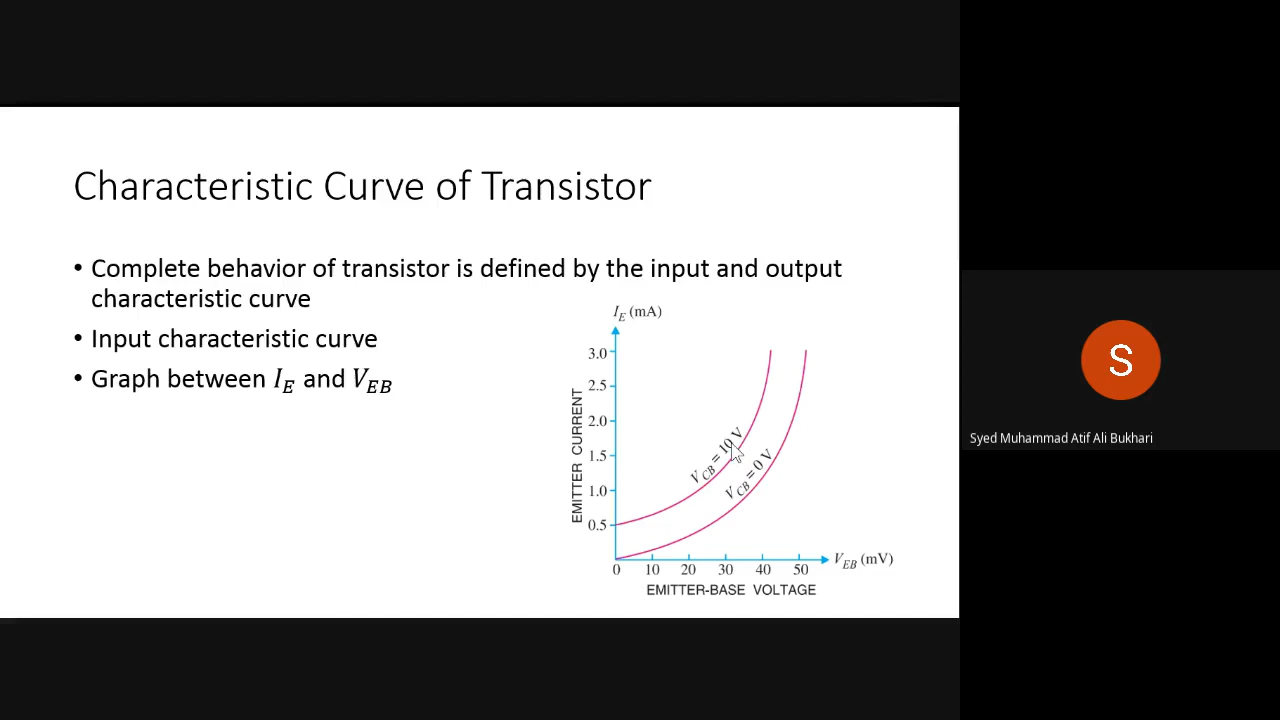 Characteristic Curve of Transistor
• Complete behavior of transistor is defined by the input and output
characteristic curve
• Input characteristic curve
• Graph between I_E and V_EB
I_E (mA)
3.0
2.5
2.0
1.5
1.0
0.5
EMITTER CURRENT
V_CB = 10 V
V_CB = 0 V
0 10 20 30 40 50
V_EB (mV)
EMITTER-BASE VOLTAGE
S
Syed Muhammad Atif Ali Bukhari